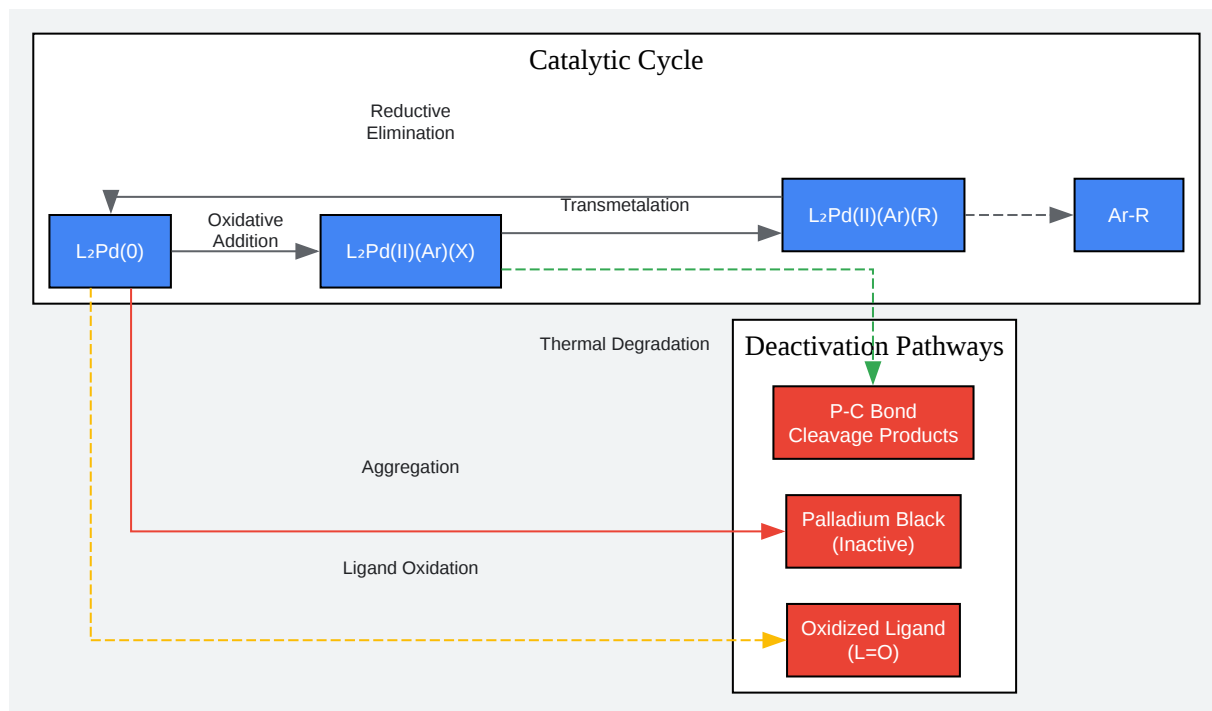 Catalytic Cycle
Reductive
Elimination
Transmetalation
Oxidative
Addition
L₂Pd(0)
L₂Pd(II)(Ar)(X)
L₂Pd(II)(Ar)(R)
Ar-R
Thermal Degradation
Deactivation Pathways
P-C Bond
Cleavage Products
Aggregation
Palladium Black
(Inactive)
Ligand Oxidation
Oxidized Ligand
(L=O)